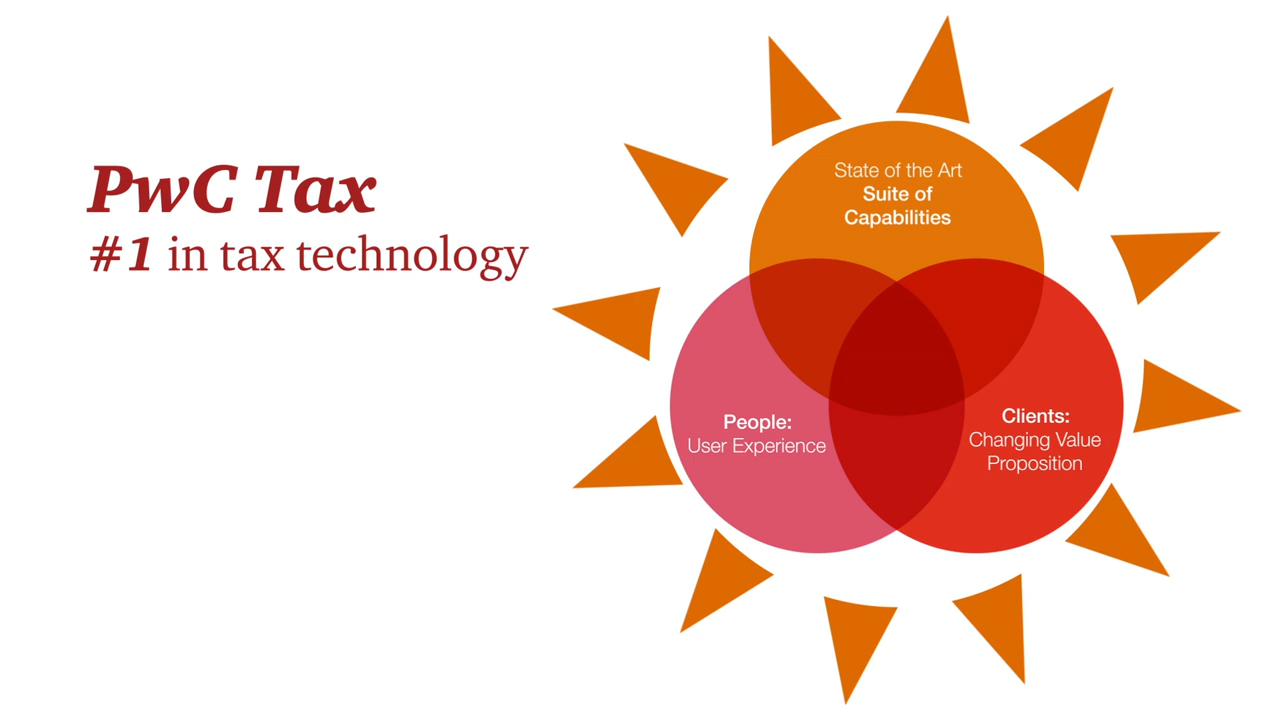 PwC Tax
#1 in tax technology
State of the Art
Suite of
Capabilities
People:
User Experience
Clients:
Changing Value
Proposition